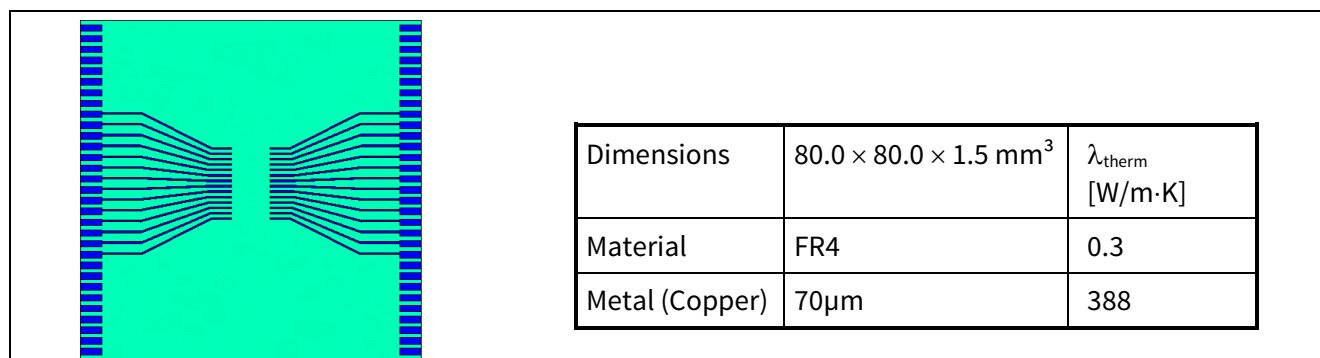 Dimensions 80.0 × 80.0 × 1.5 mm³ λtherm
[W/m·K]
Material FR4 0.3
Metal (Copper) 70µm 388